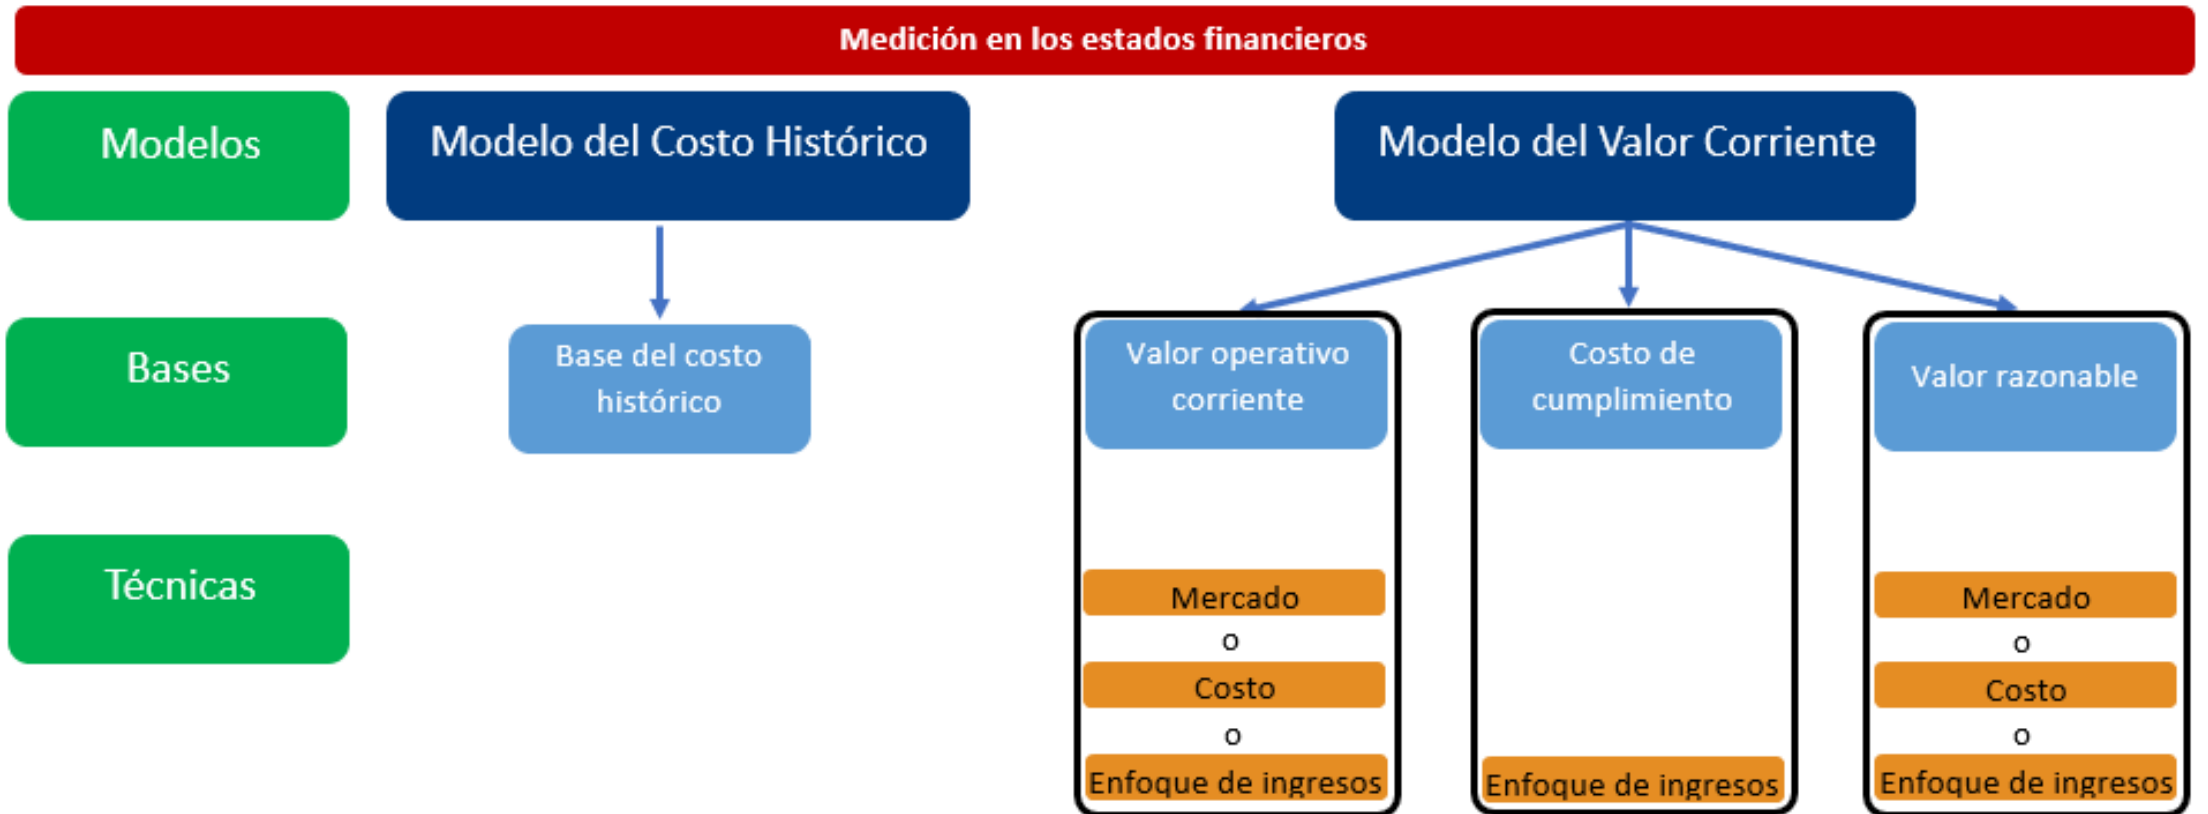 Medición en los estados financieros
Modelos
Modelo del Costo Histórico
Modelo del Valor Corriente
Bases
Base del costo
histórico
Valor operativo
corriente
Costo de
cumplimiento
Valor razonable
Técnicas
Mercado
o
Costo
o
Enfoque de ingresos
Enfoque de ingresos
Mercado
o
Costo
o
Enfoque de ingresos